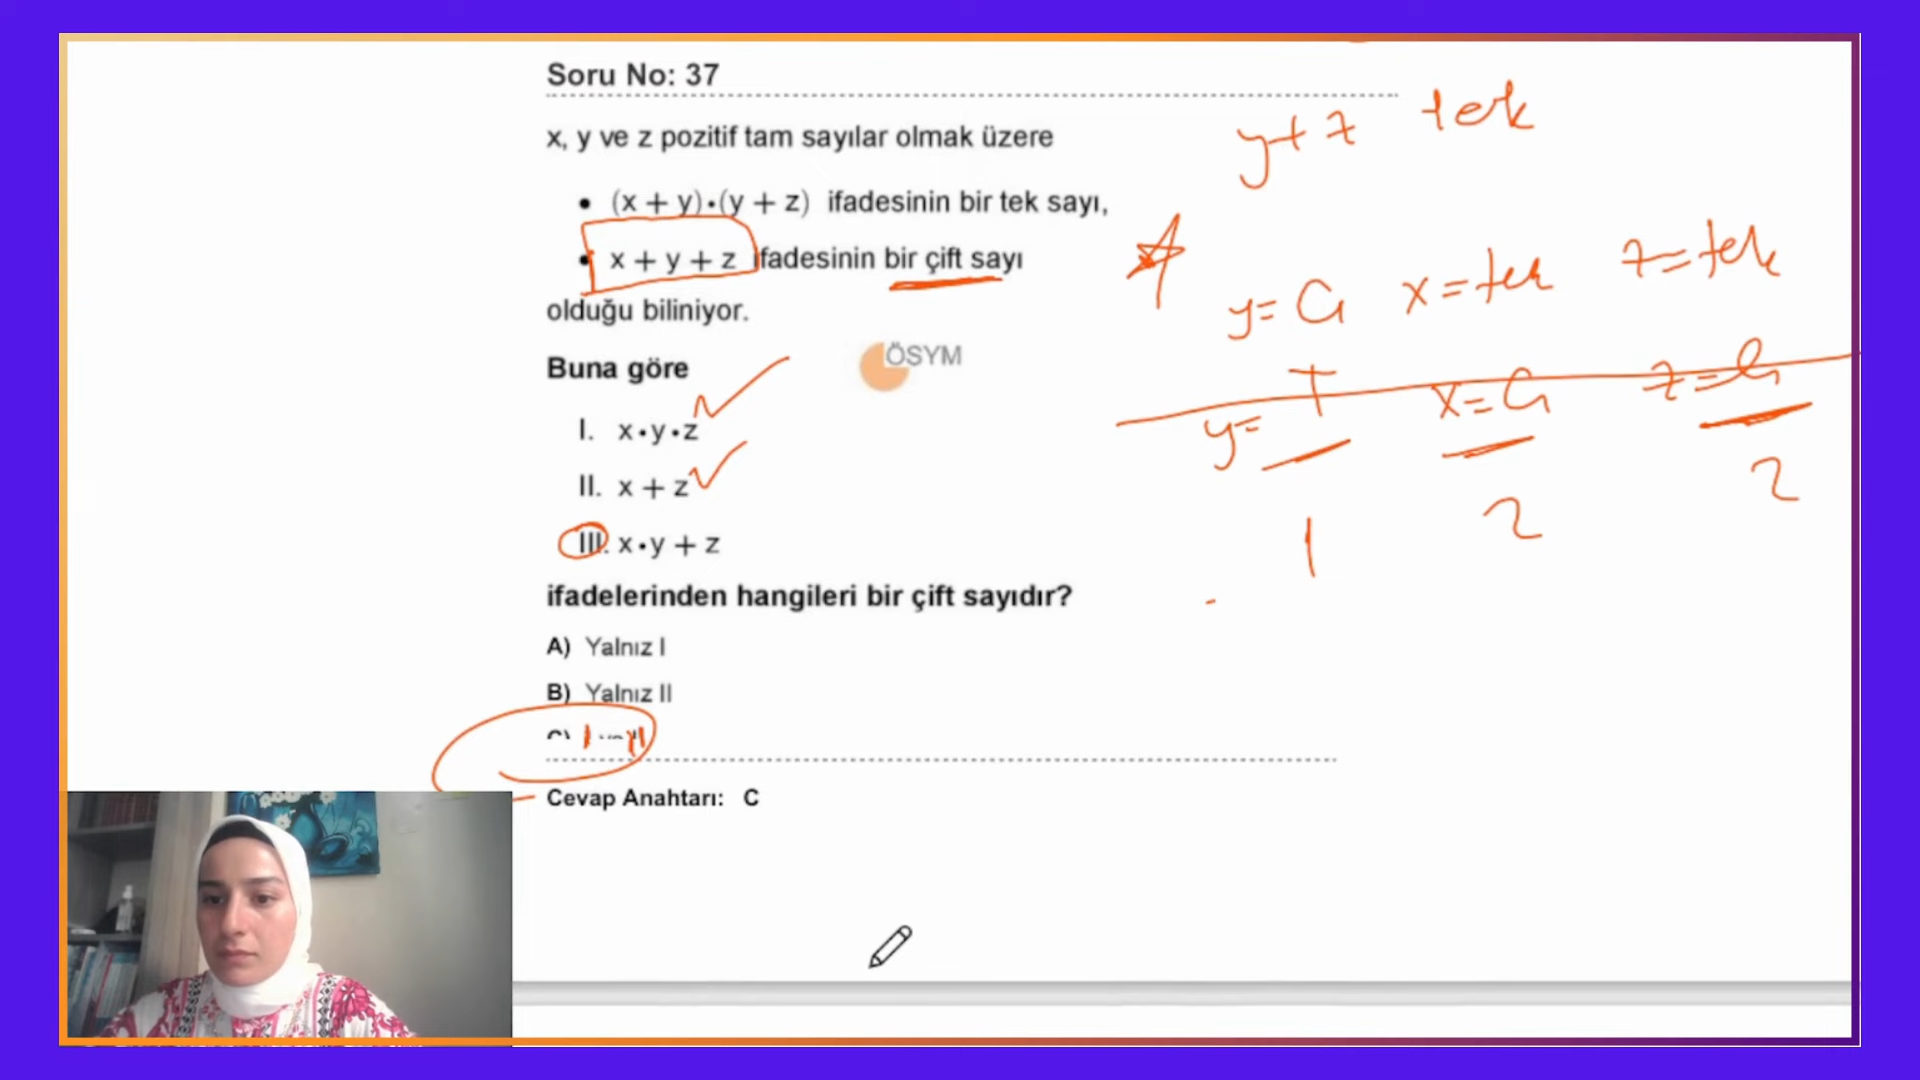 Soru No: 37
y+z tek
x, y ve z pozitif tam sayılar olmak üzere
• (x + y)•(y + z) ifadesinin bir tek sayı,
• x + y + z ifadesinin bir çift sayı
y= Ç x=tek z=tek
olduğu biliniyor.
ÖSYM
y= T x=Ç z=Ç
1 2 2
Buna göre
I. x•y•z
II. x + z
III. x•y + z
ifadelerinden hangileri bir çift sayıdır?
A) Yalnız I
B) Yalnız II
C) I ve II
Cevap Anahtarı: C